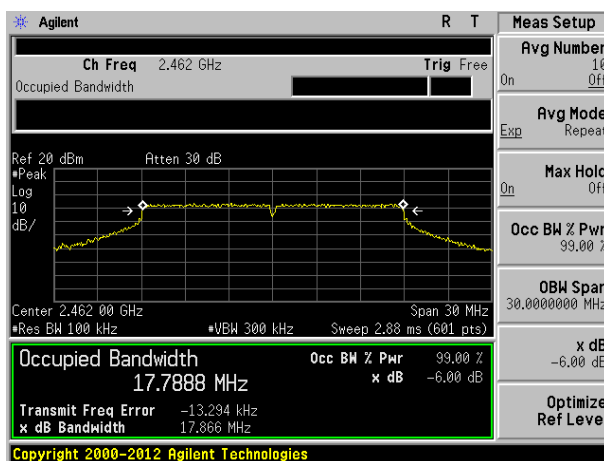 Agilent R T Meas Setup
Ch Freq 2.462 GHz Trig Free
Occupied Bandwidth
Avg Number
10
On Off
Avg Mode
Exp Repeat
Max Hold
On Off
Occ BW % Pwr
99.00 %
OBW Span
30.0000000 MHz
x dB
-6.00 dB
Optimize
Ref Level
Ref 20 dBm Atten 30 dB
#Peak
Log
10
dB/
Center 2.462 00 GHz Span 30 MHz
#Res BW 100 kHz #VBW 300 kHz Sweep 2.88 ms (601 pts)
Occupied Bandwidth Occ BW % Pwr 99.00 %
17.7888 MHz x dB -6.00 dB
Transmit Freq Error -13.294 kHz
x dB Bandwidth 17.866 MHz
Copyright 2000-2012 Agilent Technologies